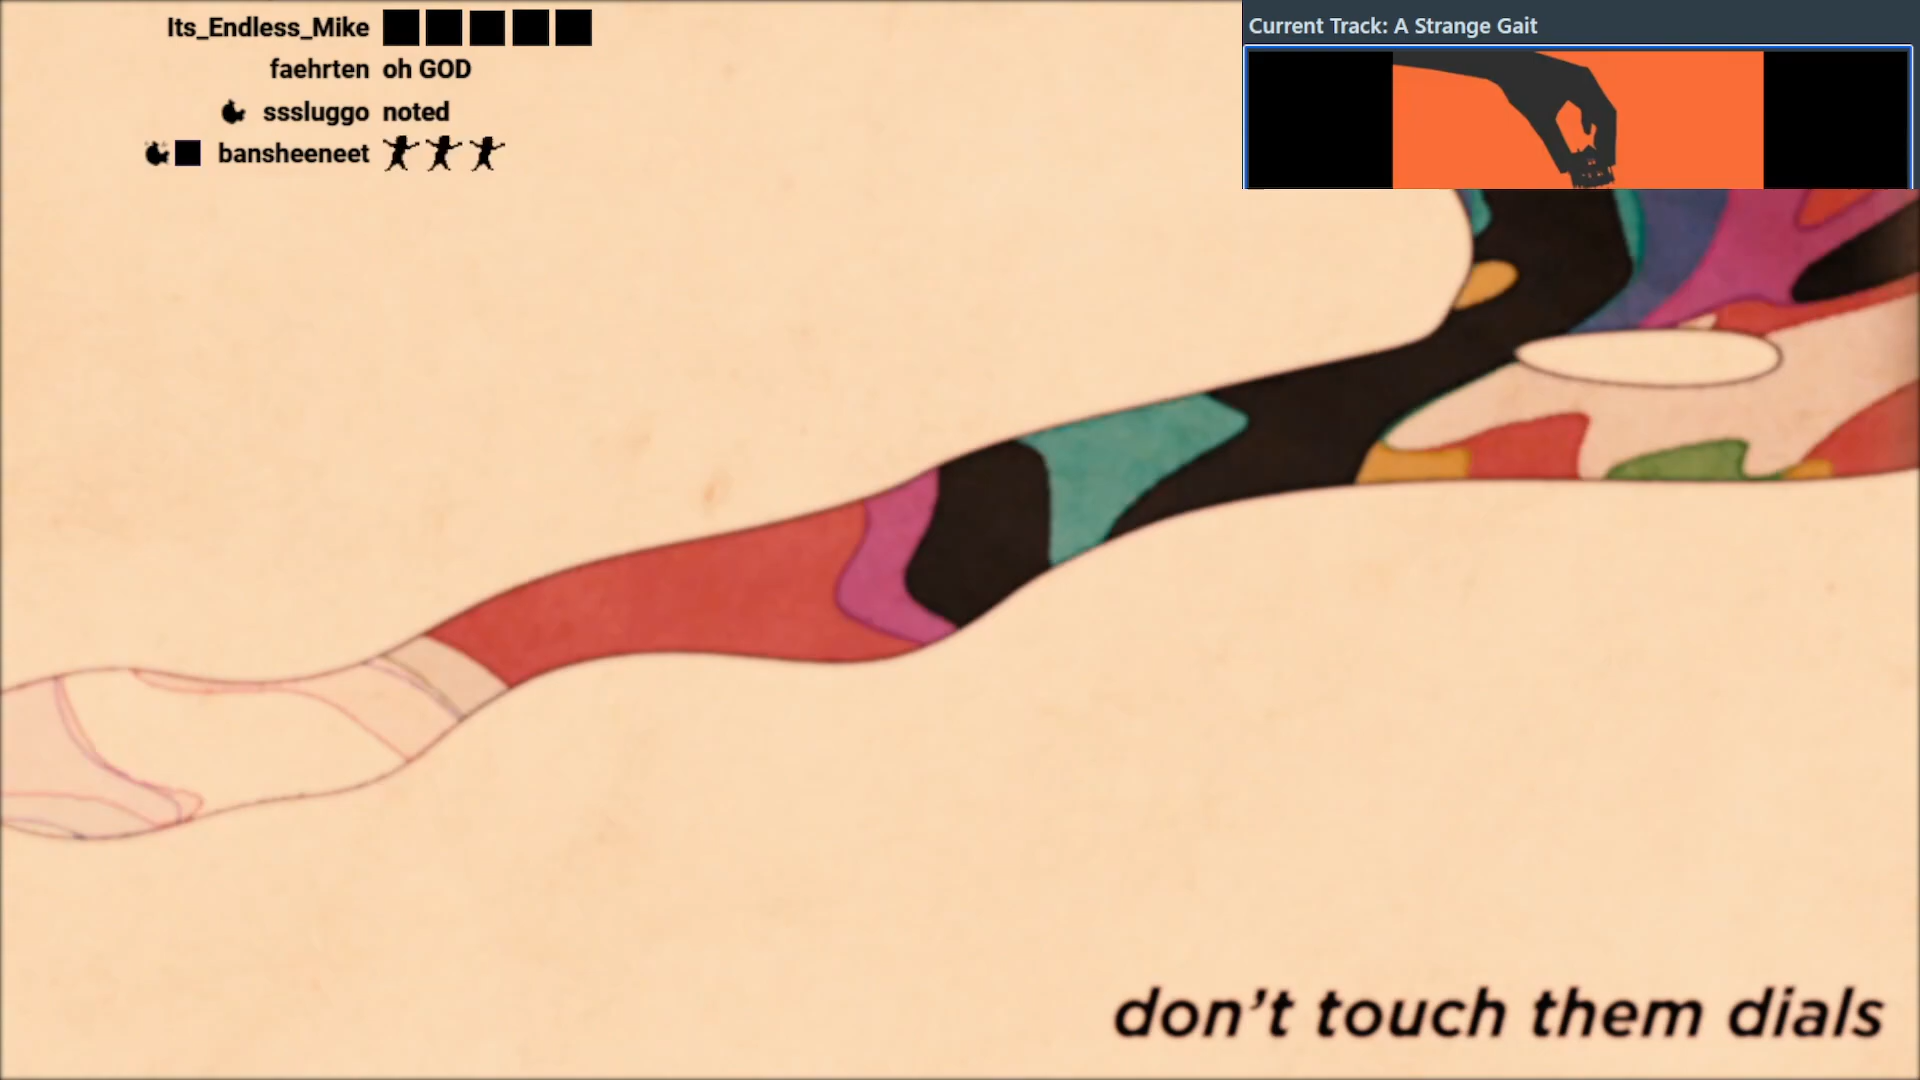 Its_Endless_Mike
faehrten oh GOD
sssluggo noted
bansheeneet
Current Track: A Strange Gait
don't touch them dials